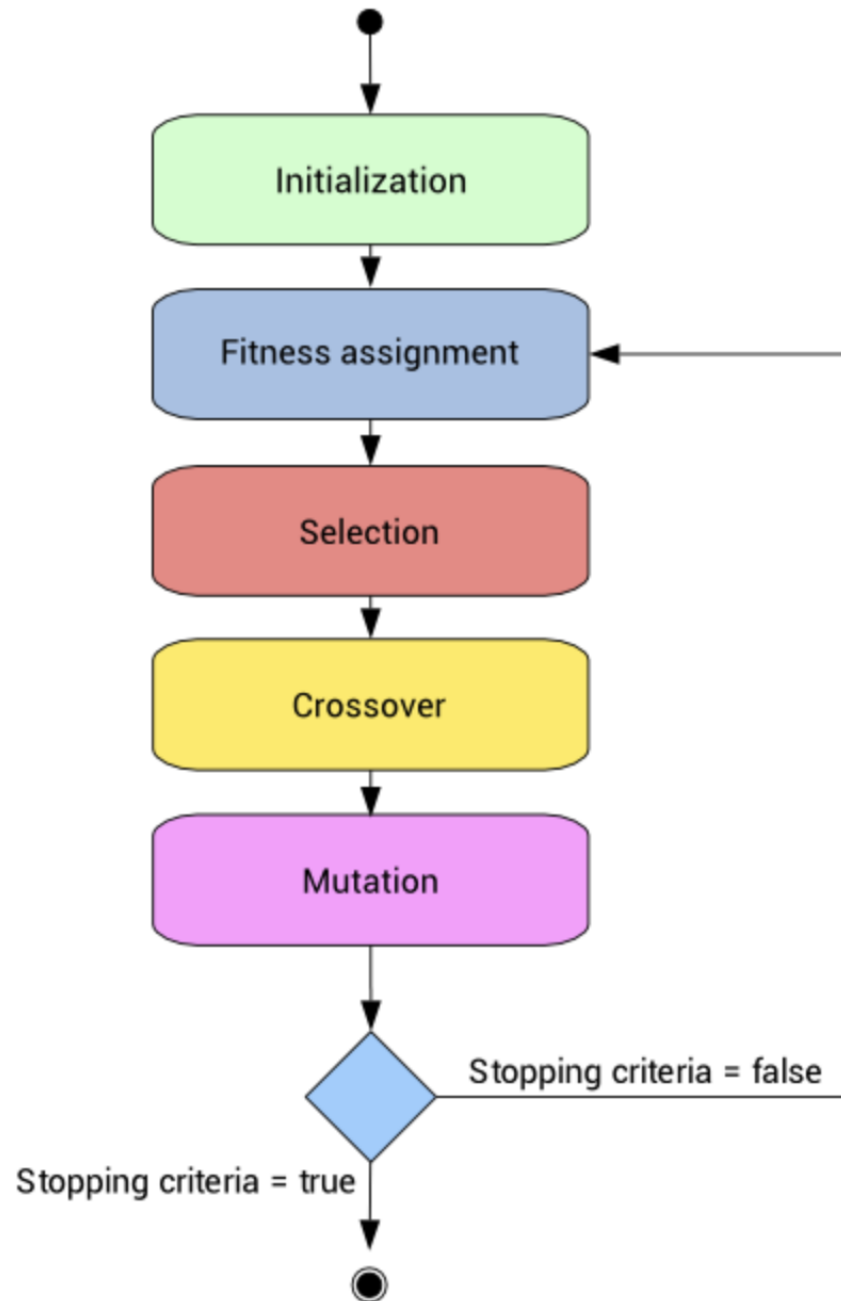 Initialization
Fitness assignment
Selection
Crossover
Mutation
Stopping criteria = false
Stopping criteria = true